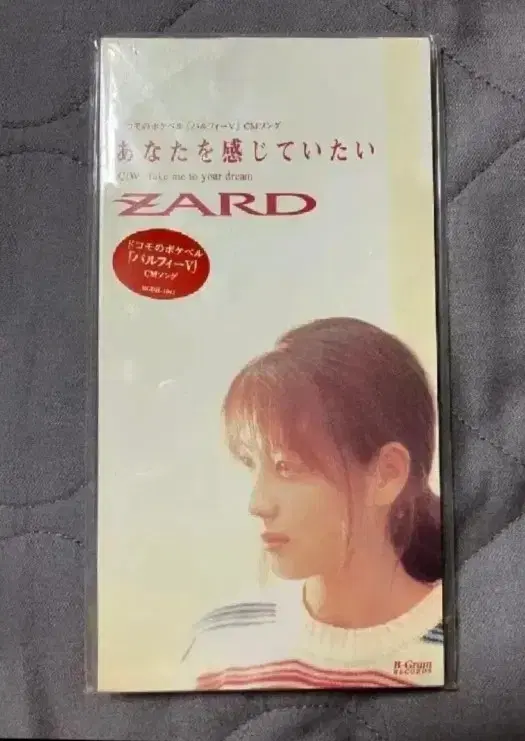 コモのポケベル「パルフィーV」CMソング
あなたを感じていたい
C/W Take me to your dream
ZARD
ドコモのポケベル
「パルフィーV」
CMソング
B-Gram
RECORDS